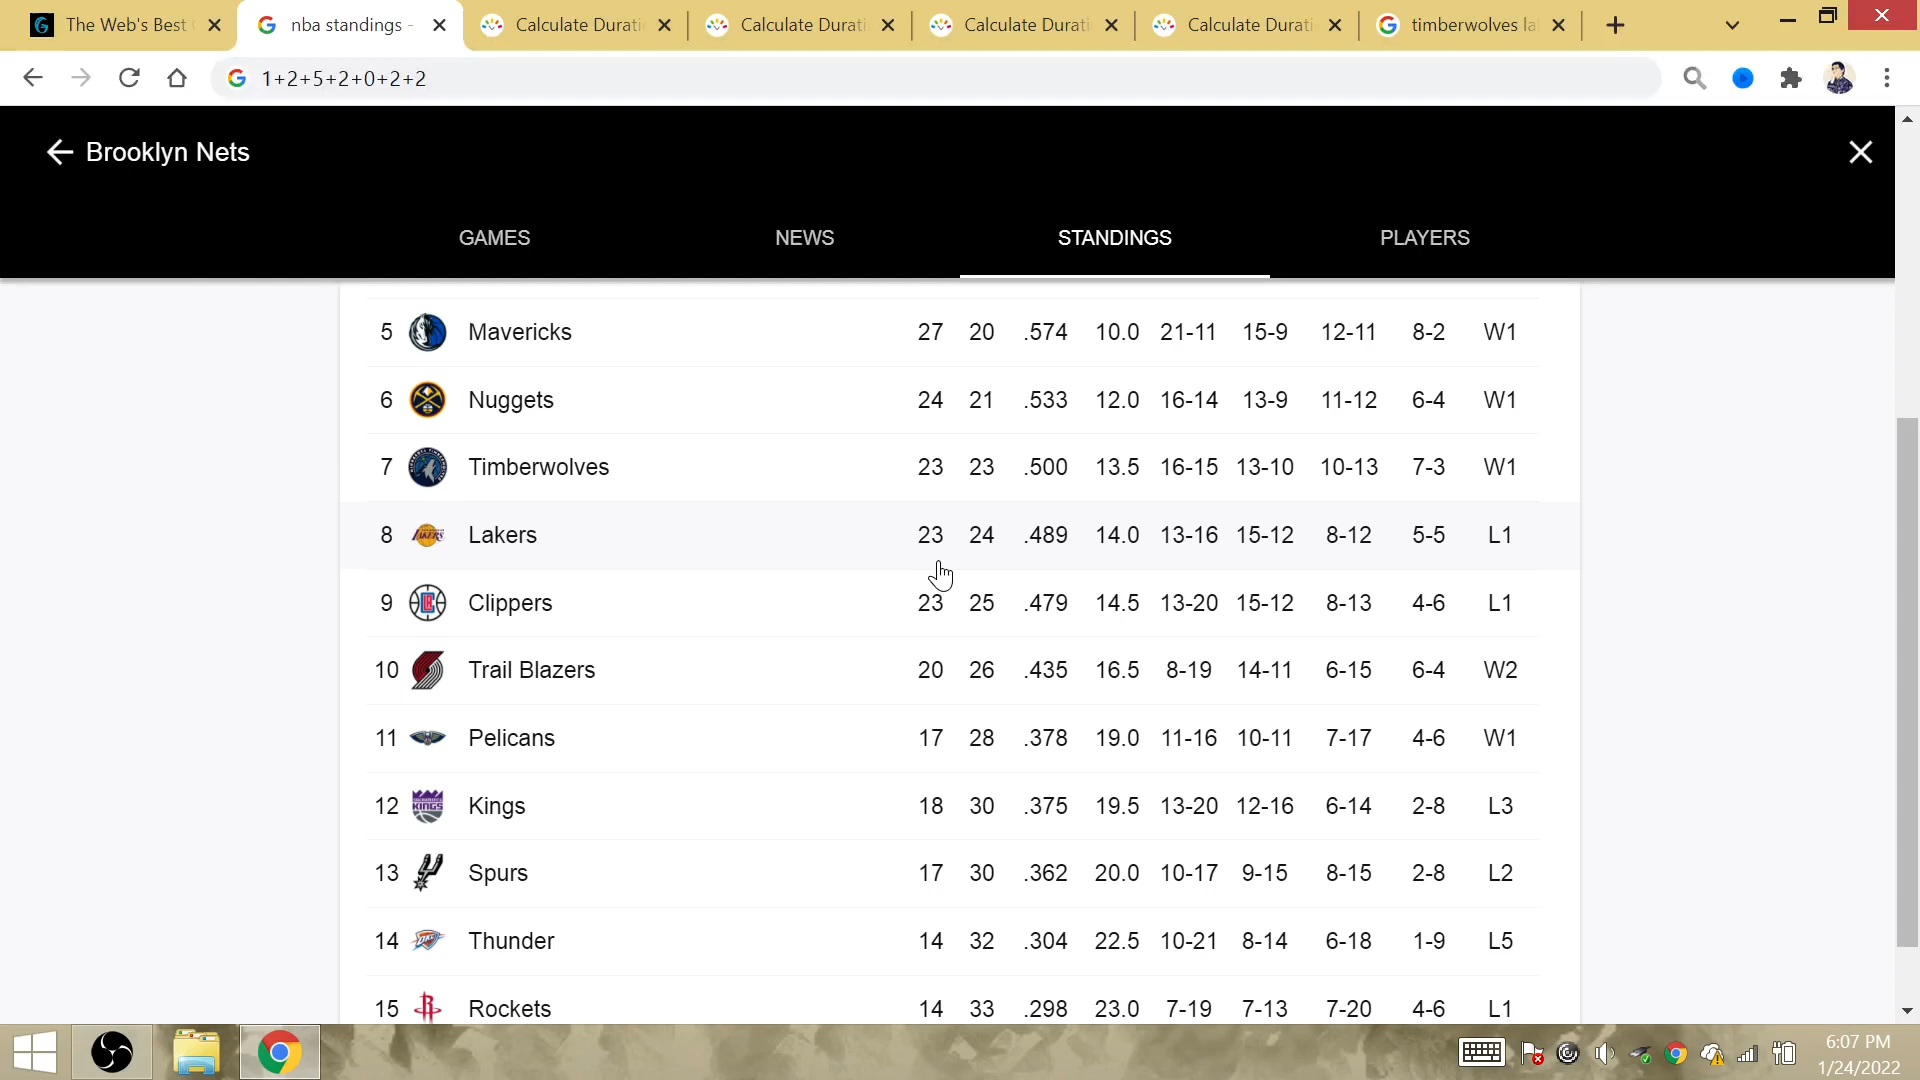 The Web's Best
nba standings -
Calculate Durati
Calculate Durati
Calculate Durati
Calculate Durati
timberwolves la
1+2+5+2+0+2+2
Brooklyn Nets
GAMES NEWS STANDINGS PLAYERS
5 Mavericks 27 20 .574 10.0 21-11 15-9 12-11 8-2 W1
6 Nuggets 24 21 .533 12.0 16-14 13-9 11-12 6-4 W1
7 Timberwolves 23 23 .500 13.5 16-15 13-10 10-13 7-3 W1
8 Lakers 23 24 .489 14.0 13-16 15-12 8-12 5-5 L1
9 Clippers 23 25 .479 14.5 13-20 15-12 8-13 4-6 L1
10 Trail Blazers 20 26 .435 16.5 8-19 14-11 6-15 6-4 W2
11 Pelicans 17 28 .378 19.0 11-16 10-11 7-17 4-6 W1
12 Kings 18 30 .375 19.5 13-20 12-16 6-14 2-8 L3
13 Spurs 17 30 .362 20.0 10-17 9-15 8-15 2-8 L2
14 Thunder 14 32 .304 22.5 10-21 8-14 6-18 1-9 L5
15 Rockets 14 33 .298 23.0 7-19 7-13 7-20 4-6 L1
6:07 PM
1/24/2022